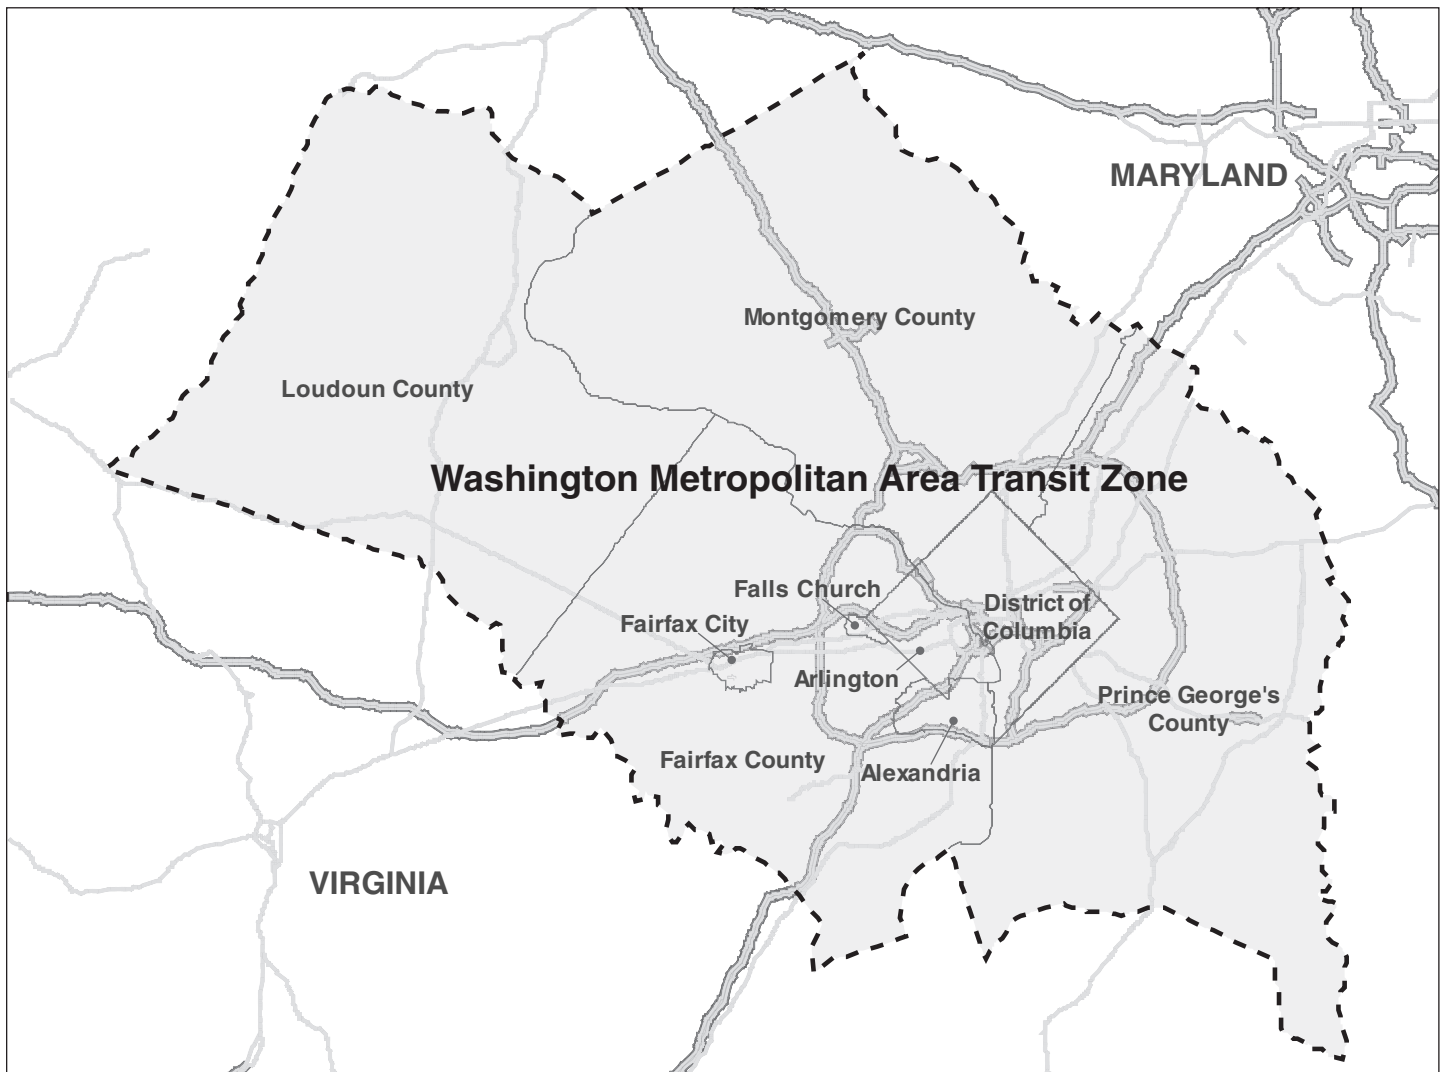 MARYLAND
Montgomery County
Loudoun County
Washington Metropolitan Area Transit Zone
Falls Church
District of
Columbia
Fairfax City
Arlington
Prince George's
County
Fairfax County
Alexandria
VIRGINIA